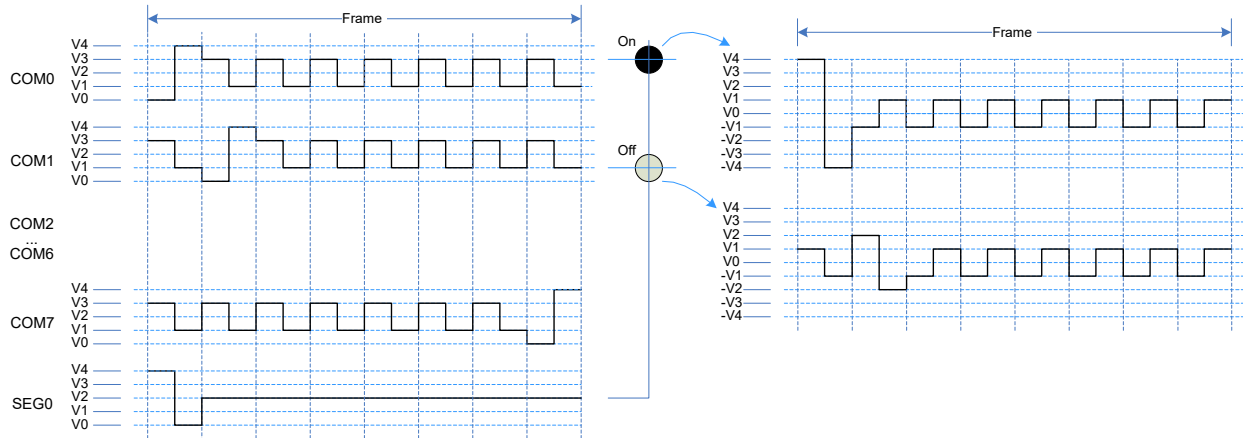 Frame
COM0
V4
V3
V2
V1
V0
COM1
V4
V3
V2
V1
V0
COM2
...
COM6
COM7
V4
V3
V2
V1
V0
SEG0
V4
V3
V2
V1
V0
On
Off
Frame
V4
V3
V2
V1
V0
-V1
-V2
-V3
-V4
V4
V3
V2
V1
V0
-V1
-V2
-V3
-V4